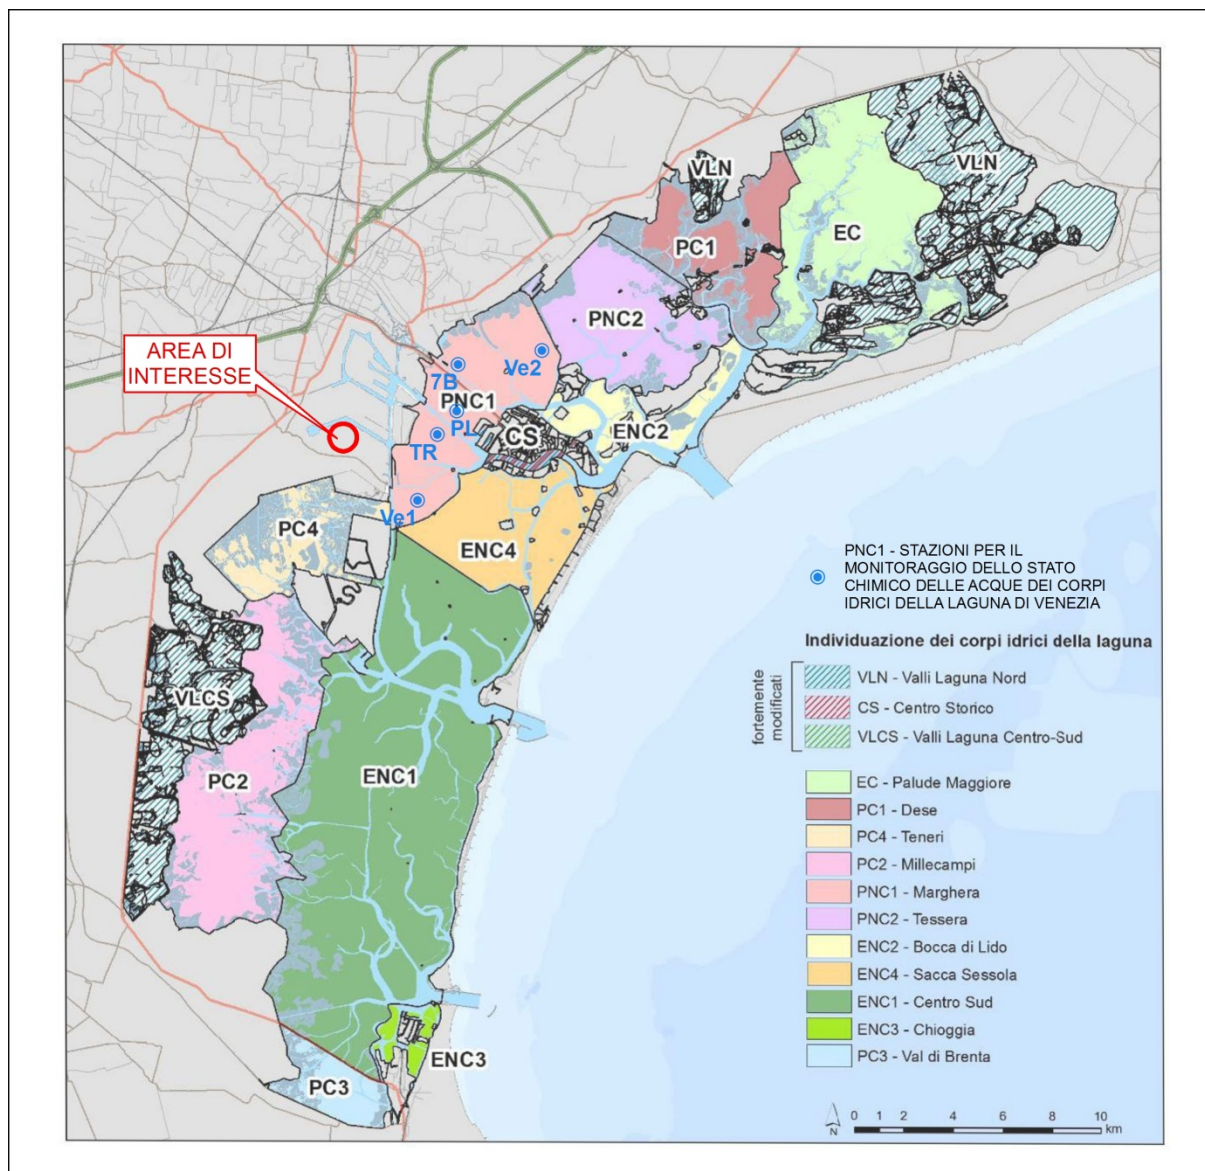 VLN
VLN
PC1
EC
PNC2
AREA DI
INTERESSE
Ve2
7B
PNC1
PL
CS
ENC2
TR
Ve1
PC4
ENC4
VLCS
PC2
ENC1
ENC3
PC3
PNC1 - STAZIONI PER IL
MONITORAGGIO DELLO STATO
CHIMICO DELLE ACQUE DEI CORPI
IDRICI DELLA LAGUNA DI VENEZIA
Individuazione dei corpi idrici della laguna
fortemente
modificati
VLN - Valli Laguna Nord
CS - Centro Storico
VLCS - Valli Laguna Centro-Sud
EC - Palude Maggiore
PC1 - Dese
PC4 - Teneri
PC2 - Millecampi
PNC1 - Marghera
PNC2 - Tessera
ENC2 - Bocca di Lido
ENC4 - Sacca Sessola
ENC1 - Centro Sud
ENC3 - Chioggia
PC3 - Val di Brenta
N
0 1 2 4 6 8 10
km